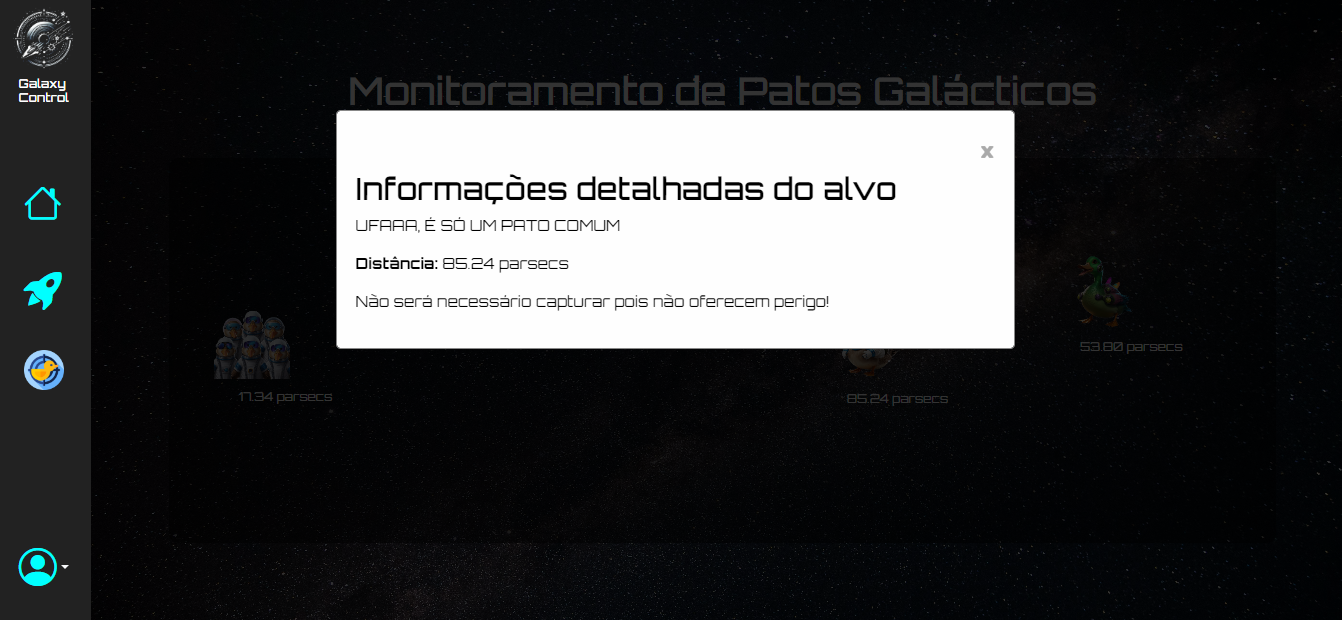 Galaxy
Control
Monitoramento de Patos Galácticos
x
Informações detalhadas do alvo
UFAAA, É SÓ UM PATO COMUM
Distância: 85.24 parsecs
Não será necessário capturar pois não oferecem perigo!
53.80 parsecs
17.34 parsecs
85.24 parsecs